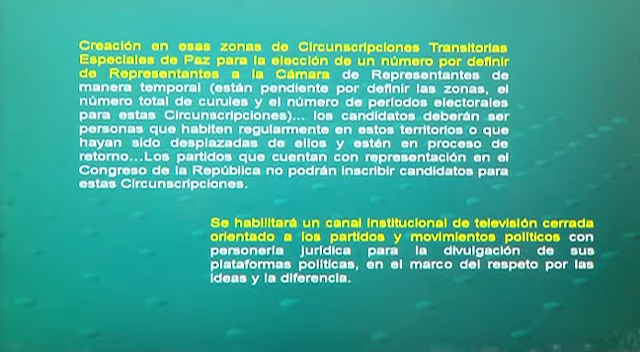 Creación en esas zonas de Circunscripciones Transitorias
Especiales de Paz para la elección de un número por definir
de Representantes a la Cámara de Representantes de
manera temporal (están pendiente por definir las zonas, el
número total de curules y el número de períodos electorales
para estas Circunscripciones)... los candidatos deberán ser
personas que habiten regularmente en estos territorios o que
hayan sido desplazadas de ellos y estén en proceso de
retorno...Los partidos que cuentan con representación en el
Congreso de la República no podrán inscribir candidatos para
estas Circunscripciones.
Se habilitará un canal institucional de televisión cerrada
orientado a los partidos y movimientos políticos con
personería jurídica para la divulgación de sus
plataformas políticas, en el marco del respeto por las
ideas y la diferencia.